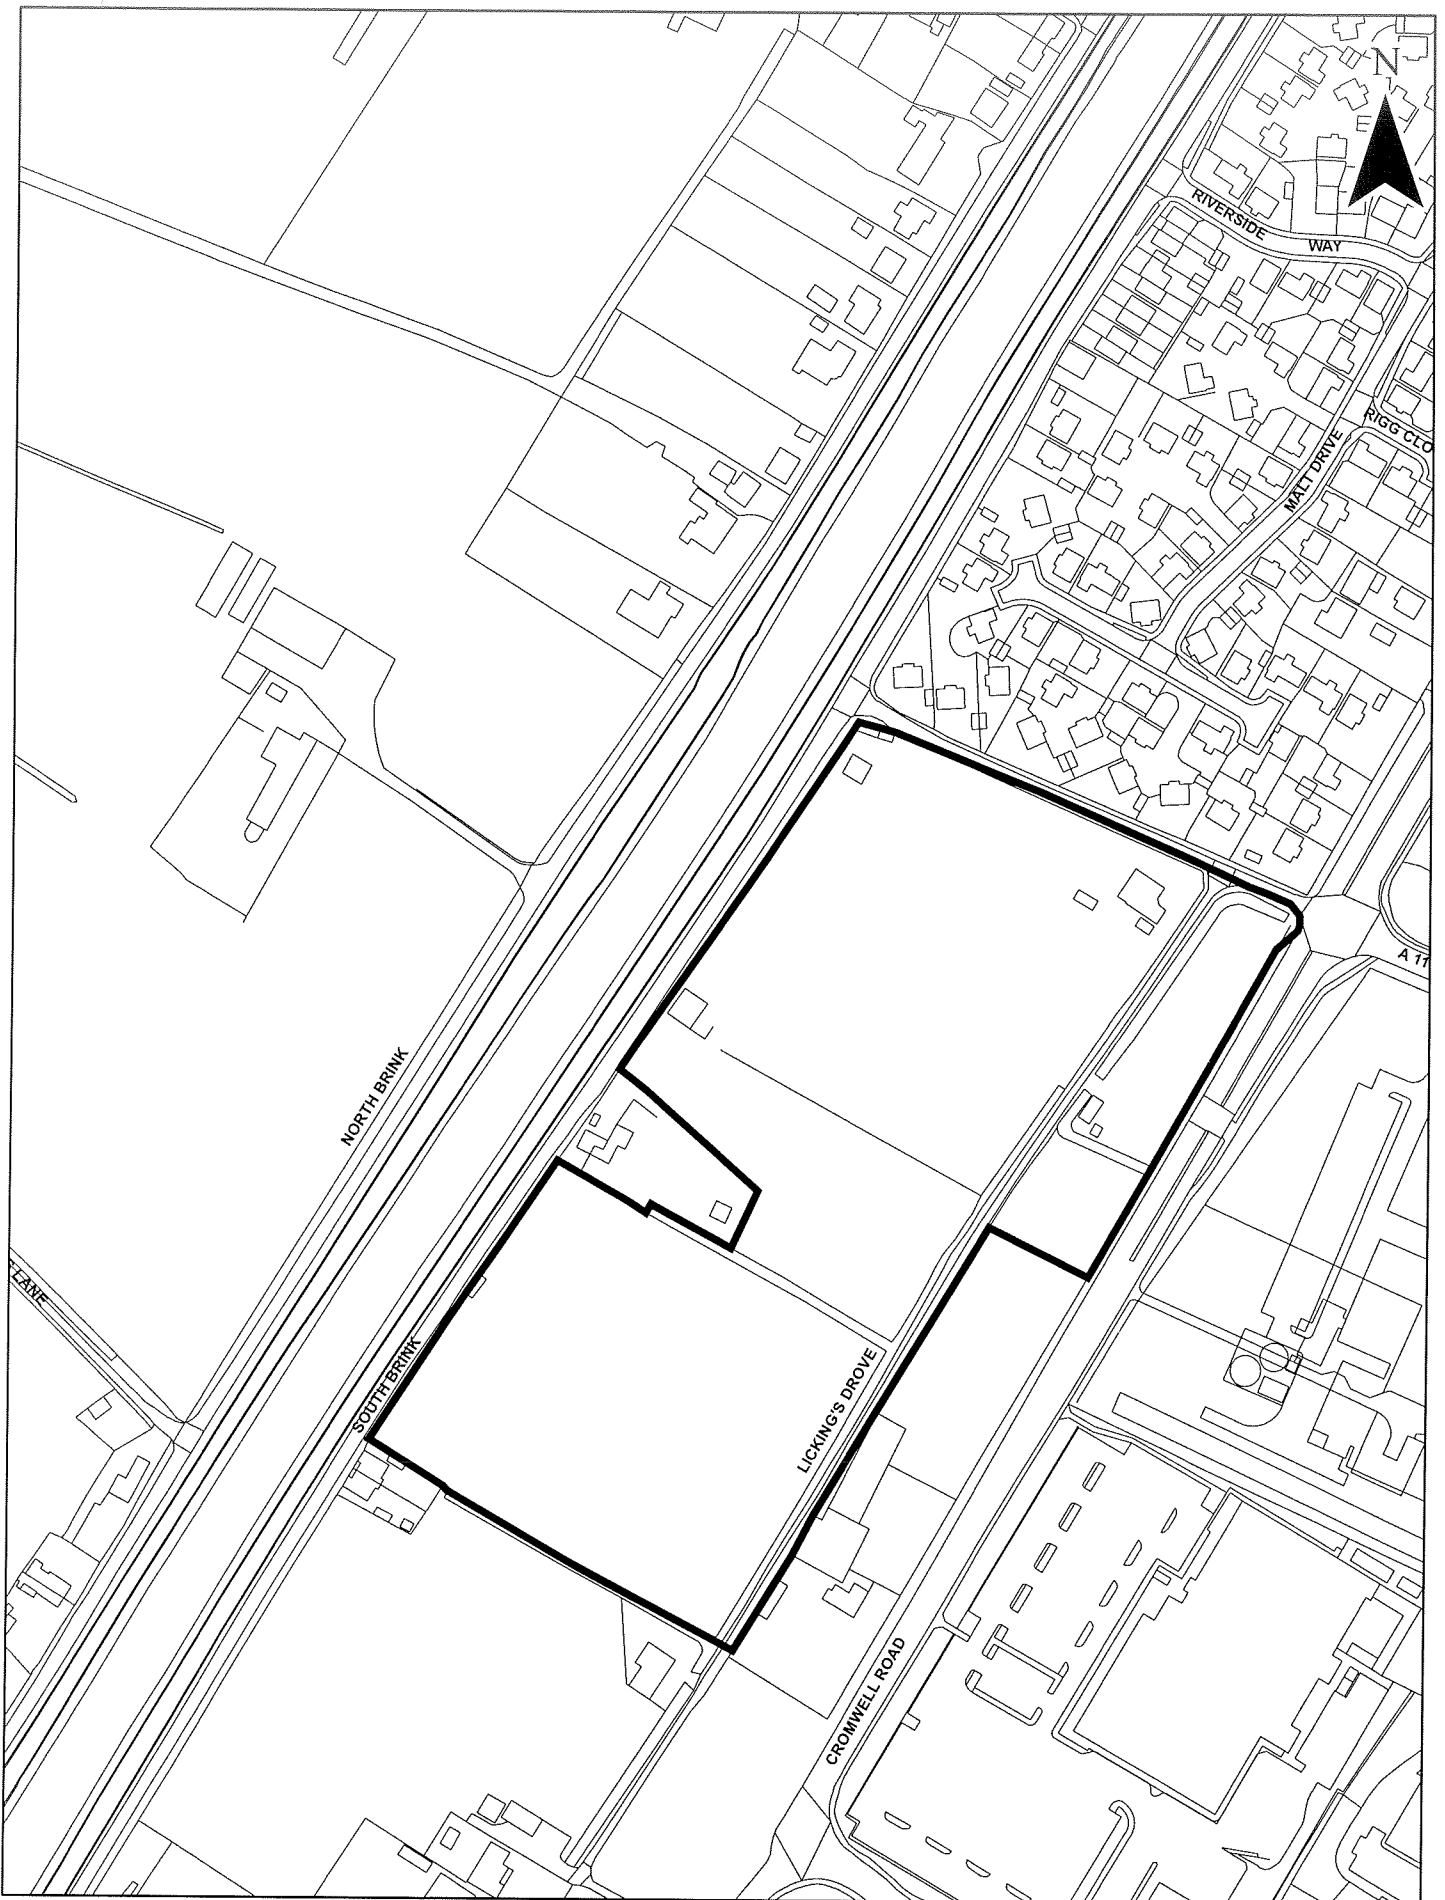 N
RIVERSIDE
WAY
RIGG CLO
MALT DRIVE
A 11
NORTH BRINK
LANE
SOUTH BRINK
LICKING'S DROVE
CROMWELL ROAD